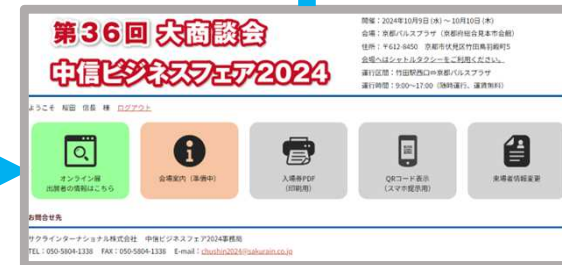 第36回 大商談会
中信ビジネスフェア2024
開催：2024年10月9日(水)～10月10日(木)
会場：京都パルスプラザ（京都府総合見本市会館）
住所：〒612-8450 京都市伏見区竹田鳥羽殿町5
会場へはシャトルタクシーをご利用ください。
運行区間：竹田駅西口⇔京都パルスプラザ
運行時間：9:00～17:00（随時運行、運賃無料）
ようこそ 桜田 信長 様 ログアウト
オンライン展
出展者の情報はこちら
会場案内（準備中）
入場券PDF
（印刷用）
QRコード表示
（スマホ提示用）
来場者情報変更
お問合せ先
サクラインターナショナル株式会社 中信ビジネスフェア2024事務局
TEL：050-5804-1338 FAX：050-5804-1336 E-mail：chushin2024@sakurain.co.jp